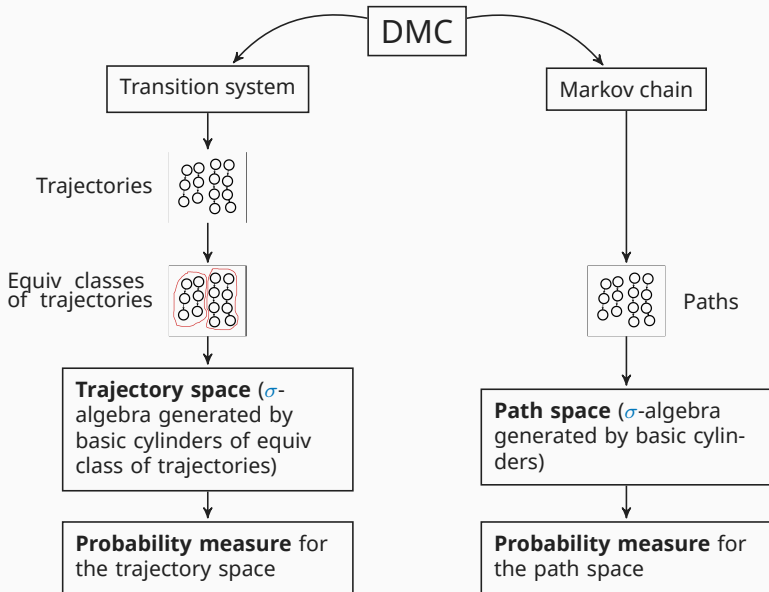 DMC
Transition system
Markov chain
Trajectories
Equiv classes
of trajectories
Paths
Trajectory space (σ-
algebra generated by
basic cylinders of equiv
class of trajectories)
Path space (σ-algebra
generated by basic cylin-
ders)
Probability measure for
the trajectory space
Probability measure for
the path space